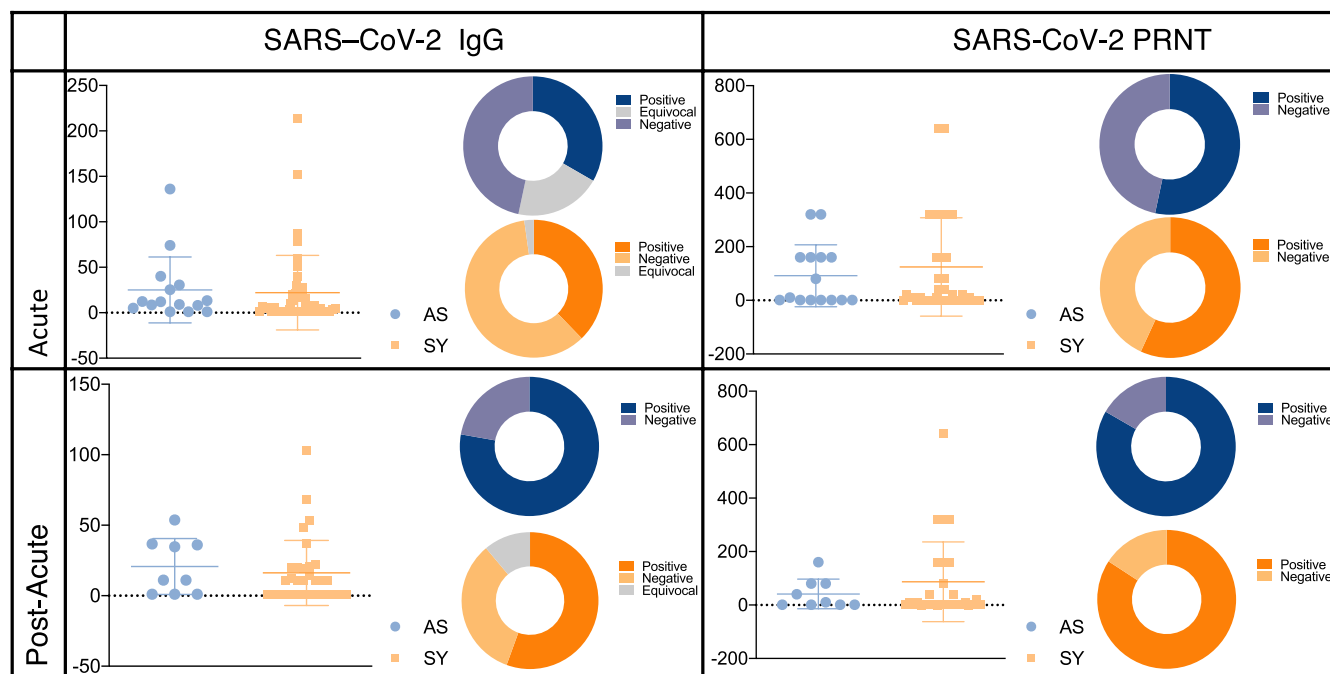 SARS–CoV-2 IgG
SARS-CoV-2 PRNT
Acute
250
200
150
100
50
0
-50
AS
SY
Positive
Equivocal
Negative
Positive
Negative
Equivocal
800
600
400
200
0
-200
AS
SY
Positive
Negative
Positive
Negative
Post-Acute
150
100
50
0
-50
AS
SY
Positive
Negative
Positive
Negative
Equivocal
800
600
400
200
0
-200
AS
SY
Positive
Negative
Positive
Negative